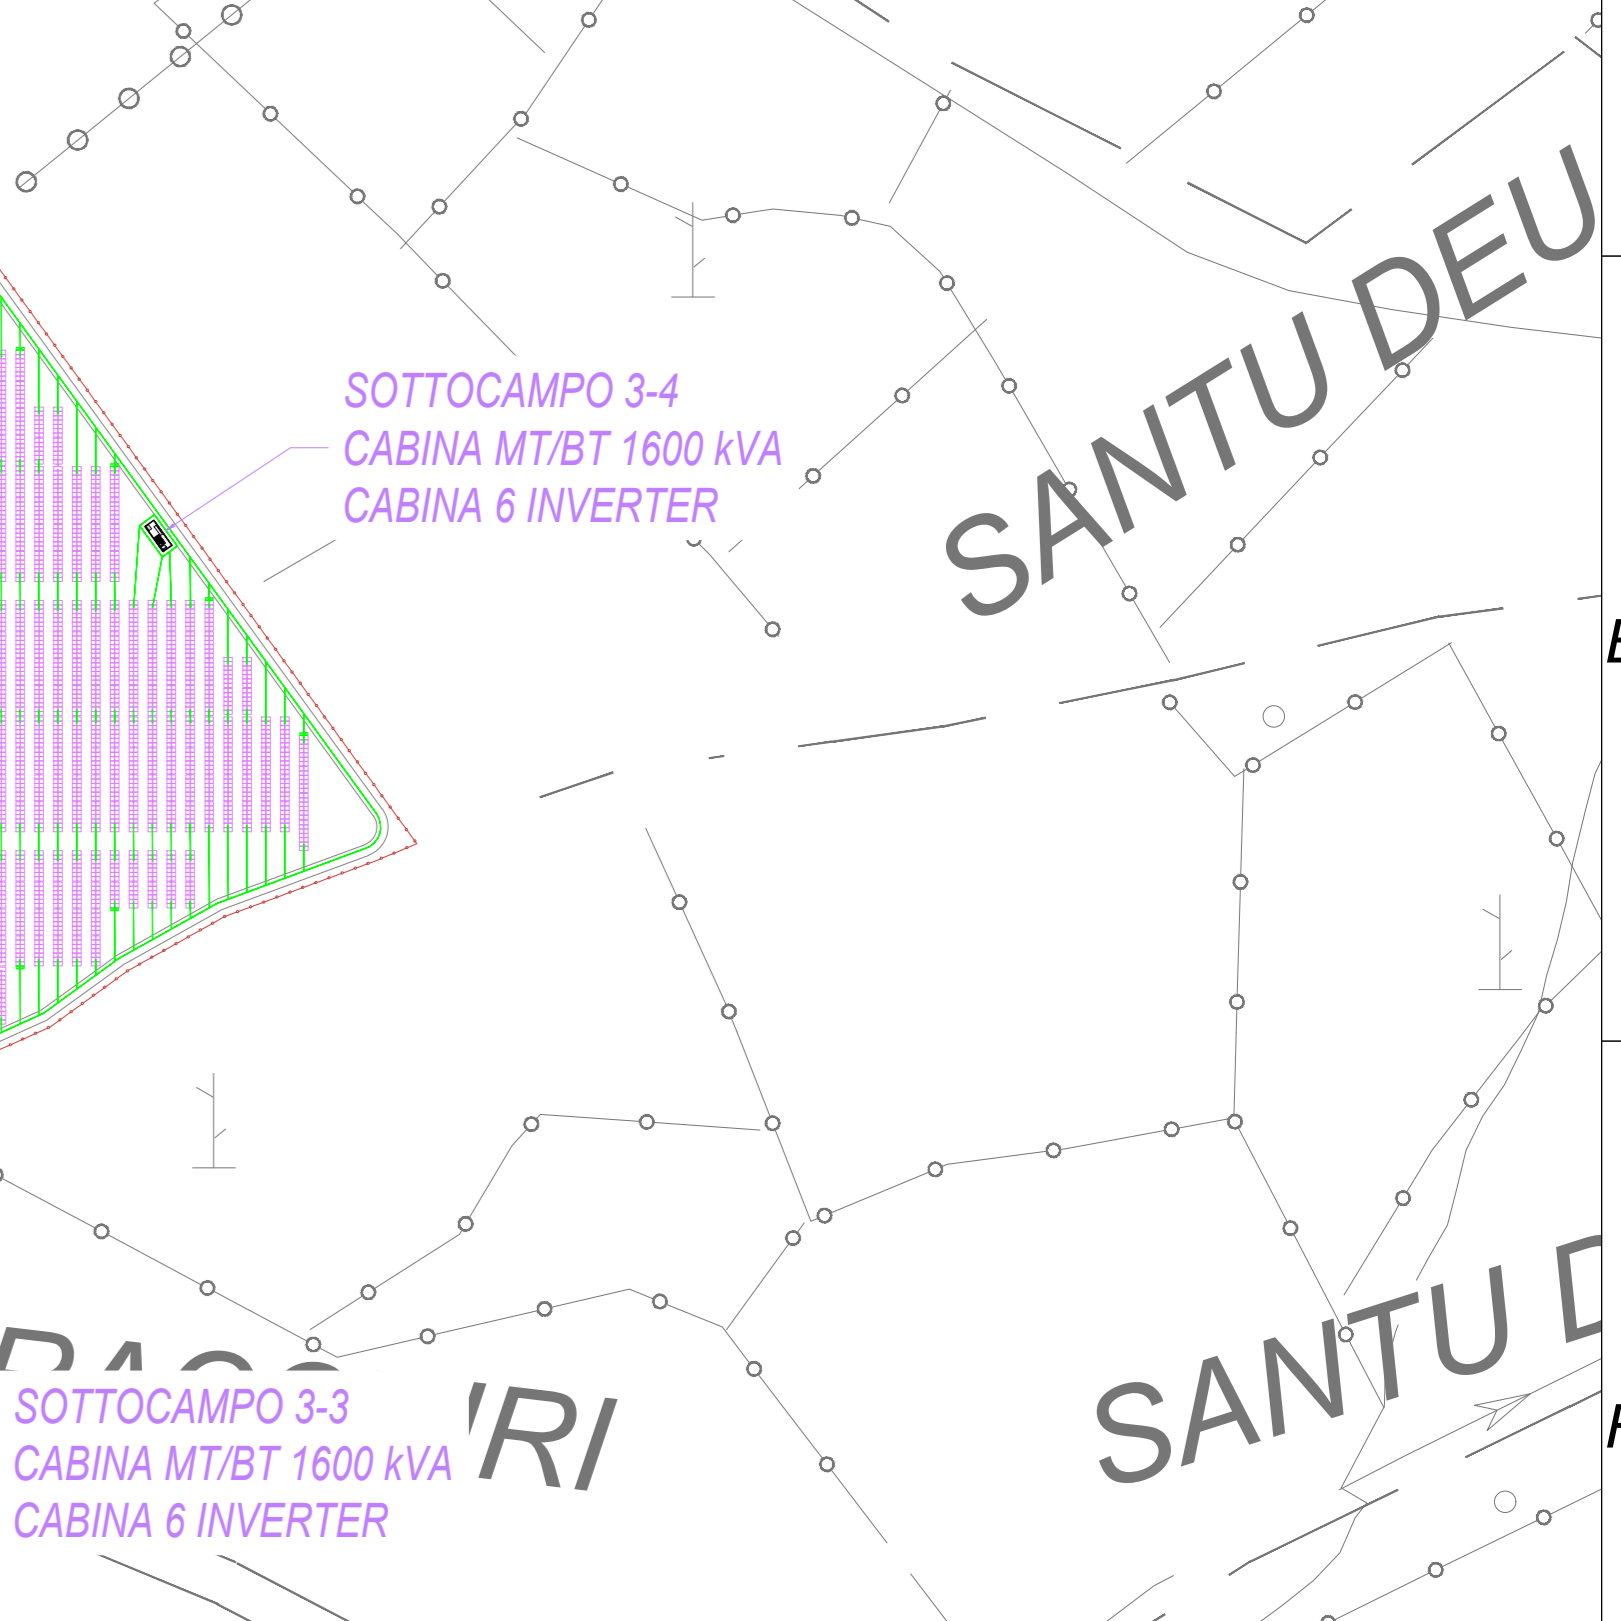 SANTU DEU
SOTTOCAMPO 3-4
CABINA MT/BT 1600 kVA
CABINA 6 INVERTER
SANTU D
SOTTOCAMPO 3-3
CABINA MT/BT 1600 kVA
CABINA 6 INVERTER